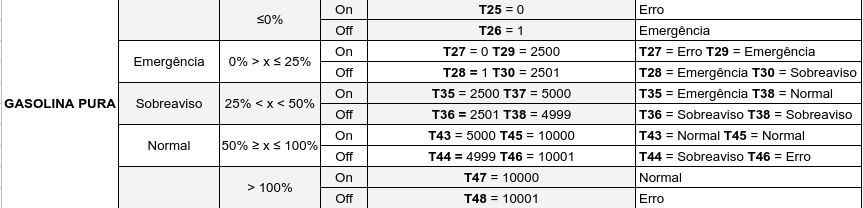 ≤0% On T25 = 0 Erro
Off T26 = 1 Emergência
Emergência 0% > x ≤ 25% On T27 = 0 T29 = 2500 T27 = Erro T29 = Emergência
Off T28 = 1 T30 = 2501 T28 = Emergência T30 = Sobreaviso
GASOLINA PURA Sobreaviso 25% < x < 50% On T35 = 2500 T37 = 5000 T35 = Emergência T38 = Normal
Off T36 = 2501 T38 = 4999 T36 = Sobreaviso T38 = Sobreaviso
Normal 50% ≥ x ≤ 100% On T43 = 5000 T45 = 10000 T43 = Normal T45 = Normal
Off T44 = 4999 T46 = 10001 T44 = Sobreaviso T46 = Erro
> 100% On T47 = 10000 Normal
Off T48 = 10001 Erro